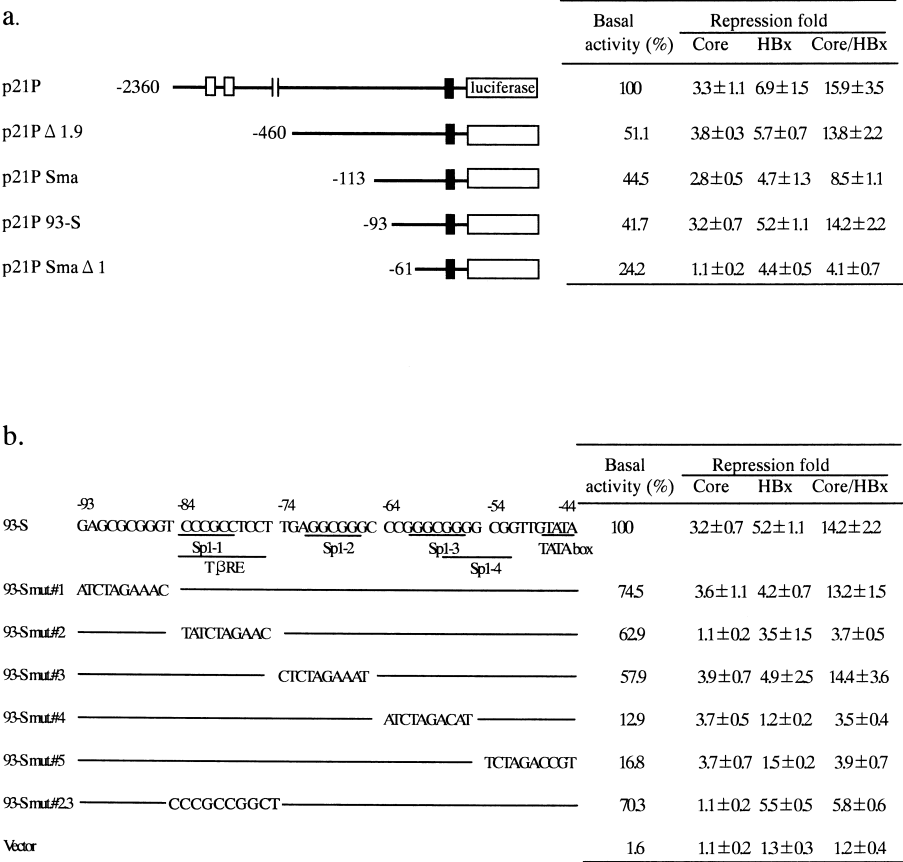 a.
Basal activity (%) Repression fold
Core HBx Core/HBx
p21P -2360 luciferase 100 3.3±1.1 6.9±1.5 15.9±3.5
p21P Δ 1.9 -460 51.1 3.8±0.3 5.7±0.7 13.8±2.2
p21P Sma -113 44.5 2.8±0.5 4.7±1.3 8.5±1.1
p21P 93-S -93 41.7 3.2±0.7 5.2±1.1 14.2±2.2
p21P Sma Δ 1 -61 24.2 1.1±0.2 4.4±0.5 4.1±0.7
b.
Basal activity (%) Repression fold
Core HBx Core/HBx
-93 -84 -74 -64 -54 -44
93-S GAGCGCGGGT CCCGCCTCCT TGAGGCGGGC CCGGGCGGGG CGGTTGTATA 100 3.2±0.7 5.2±1.1 14.2±2.2
Sp1-1 Sp1-2 Sp1-3 TATA box
TβRE Sp1-4
93-S mut.#1 ATCTAGAAAC 74.5 3.6±1.1 4.2±0.7 13.2±1.5
93-S mut.#2 TATCTAGAAC 62.9 1.1±0.2 3.5±1.5 3.7±0.5
93-S mut.#3 CTCTAGAAAT 57.9 3.9±0.7 4.9±2.5 14.4±3.6
93-S mut.#4 ATCTAGACAT 12.9 3.7±0.5 1.2±0.2 3.5±0.4
93-S mut.#5 TCTAGACCGT 16.8 3.7±0.7 1.5±0.2 3.9±0.7
93-S mut.#2.3 CCCGCCGGCT 70.3 1.1±0.2 5.5±0.5 5.8±0.6
Vector 1.6 1.1±0.2 1.3±0.3 1.2±0.4